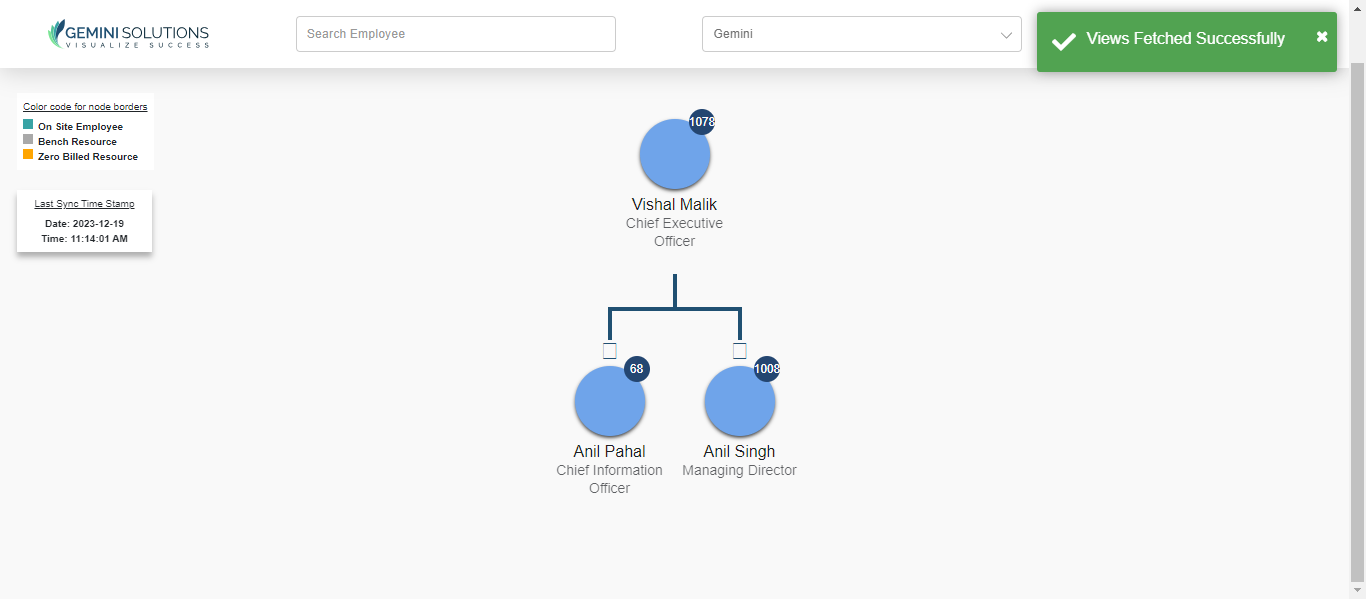 GEMINI SOLUTIONS
VISUALIZE SUCCESS
Search Employee
Gemini
Views Fetched Successfully
Color code for node borders
On Site Employee
Bench Resource
Zero Billed Resource
Last Sync Time Stamp
Date: 2023-12-19
Time: 11:14:01 AM
1078
Vishal Malik
Chief Executive
Officer
68
1008
Anil Pahal
Anil Singh
Chief Information
Managing Director
Officer